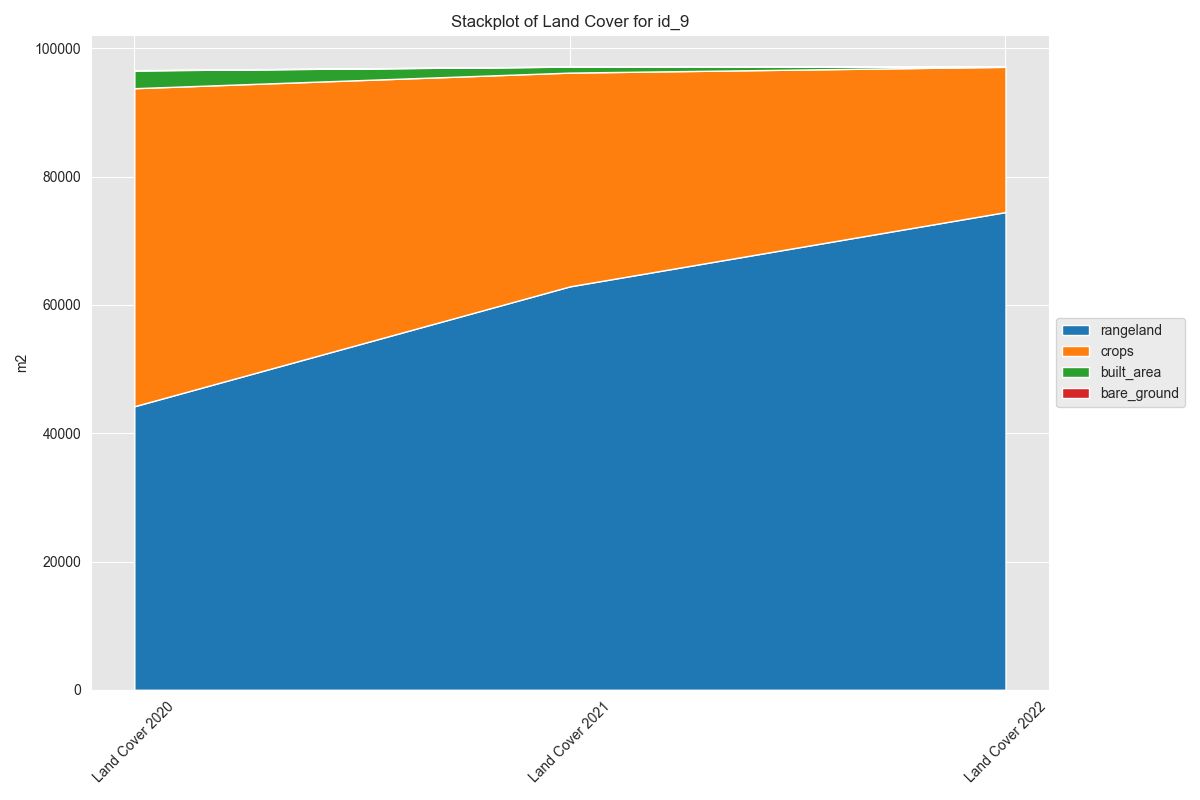 Stackplot of Land Cover for id_9
100000
80000
60000
40000
20000
0
m2
Land Cover 2020
Land Cover 2021
Land Cover 2022
rangeland
crops
built_area
bare_ground